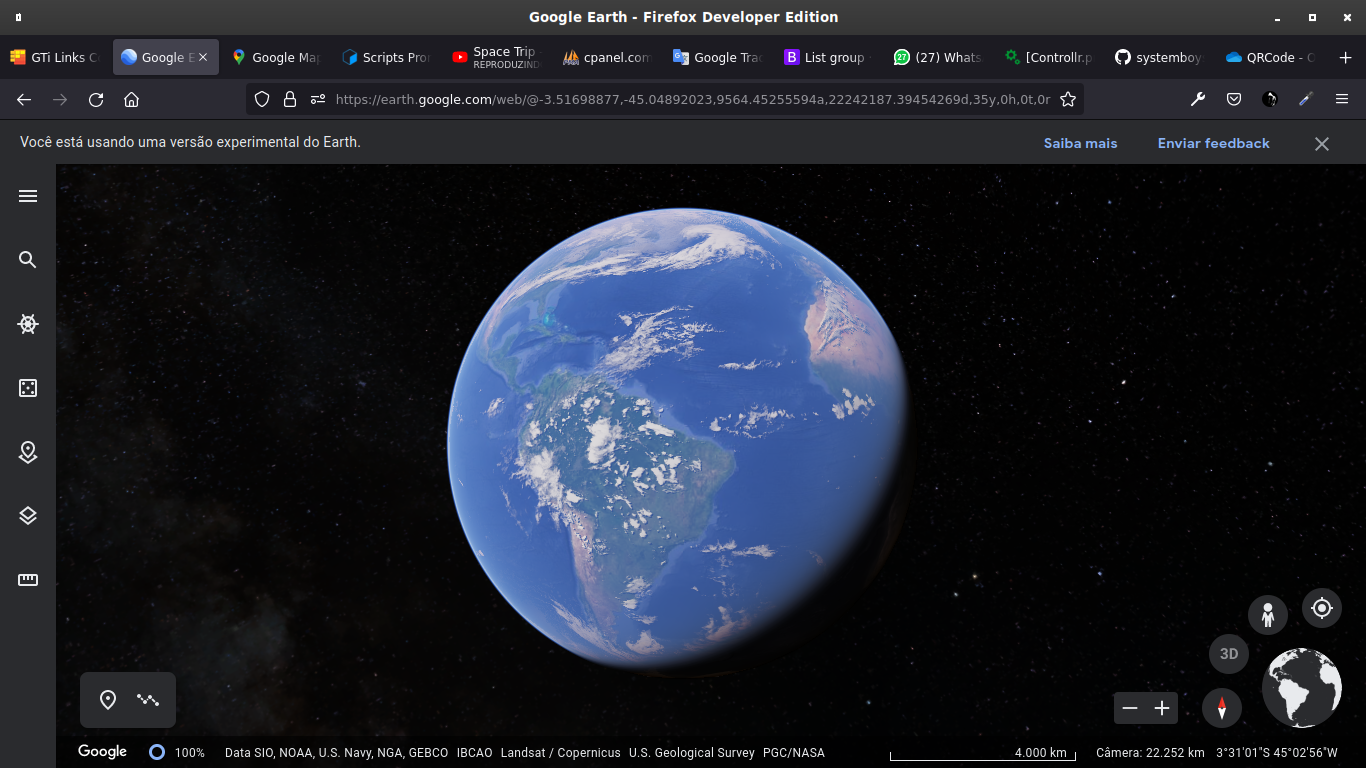 Google Earth - Firefox Developer Edition
GTi Links
Google E
Google Ma
Scripts Pro
Space Trip
REPRODUZIND
cpanel.com
Google Tra
List group
(27) Whats
[Controllr.p
systemboy
QRCode - 
https://earth.google.com/web/@-3.51698877,-45.04892023,9564.45255594a,22242187.39454269d,35y,0h,0t,0r
Você está usando uma versão experimental do Earth.
Saiba mais
Enviar feedback
3D
Google 100% Data SIO, NOAA, U.S. Navy, NGA, GEBCO IBCAO Landsat / Copernicus U.S. Geological Survey PGC/NASA 4.000 km Câmera: 22.252 km 3°31'01"S 45°02'56"W